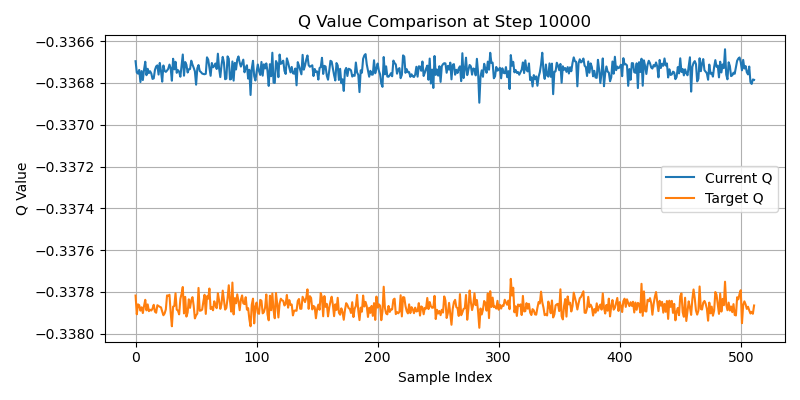 Q Value Comparison at Step 10000
Q Value
−0.3366
−0.3368
−0.3370
−0.3372
−0.3374
−0.3376
−0.3378
−0.3380
Current Q
Target Q
0 100 200 300 400 500
Sample Index